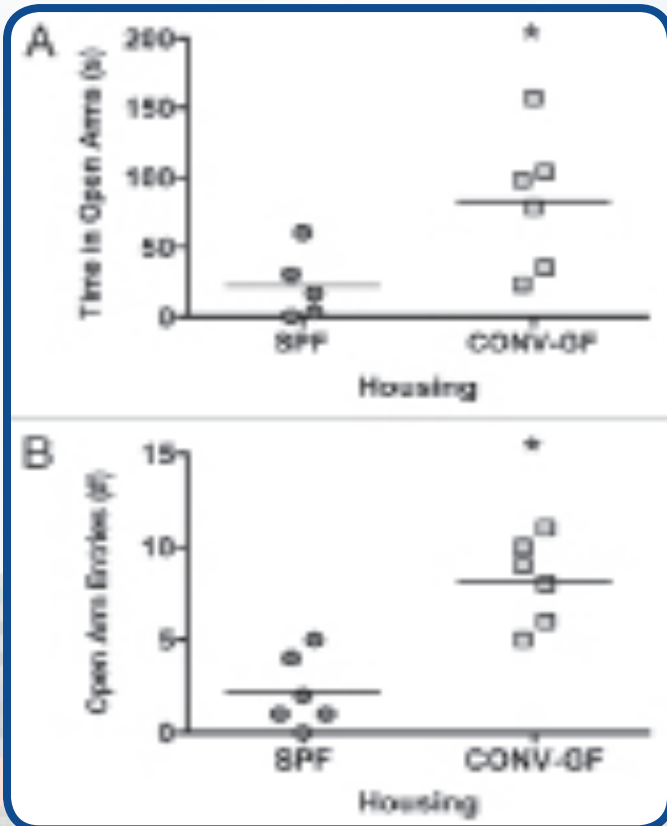 A
*
Time in Open Arms (s)
200
150
100
50
0
SPF
CONV-GF
Housing
B
*
Open Arm Entries (#)
15
10
5
0
SPF
CONV-GF
Housing